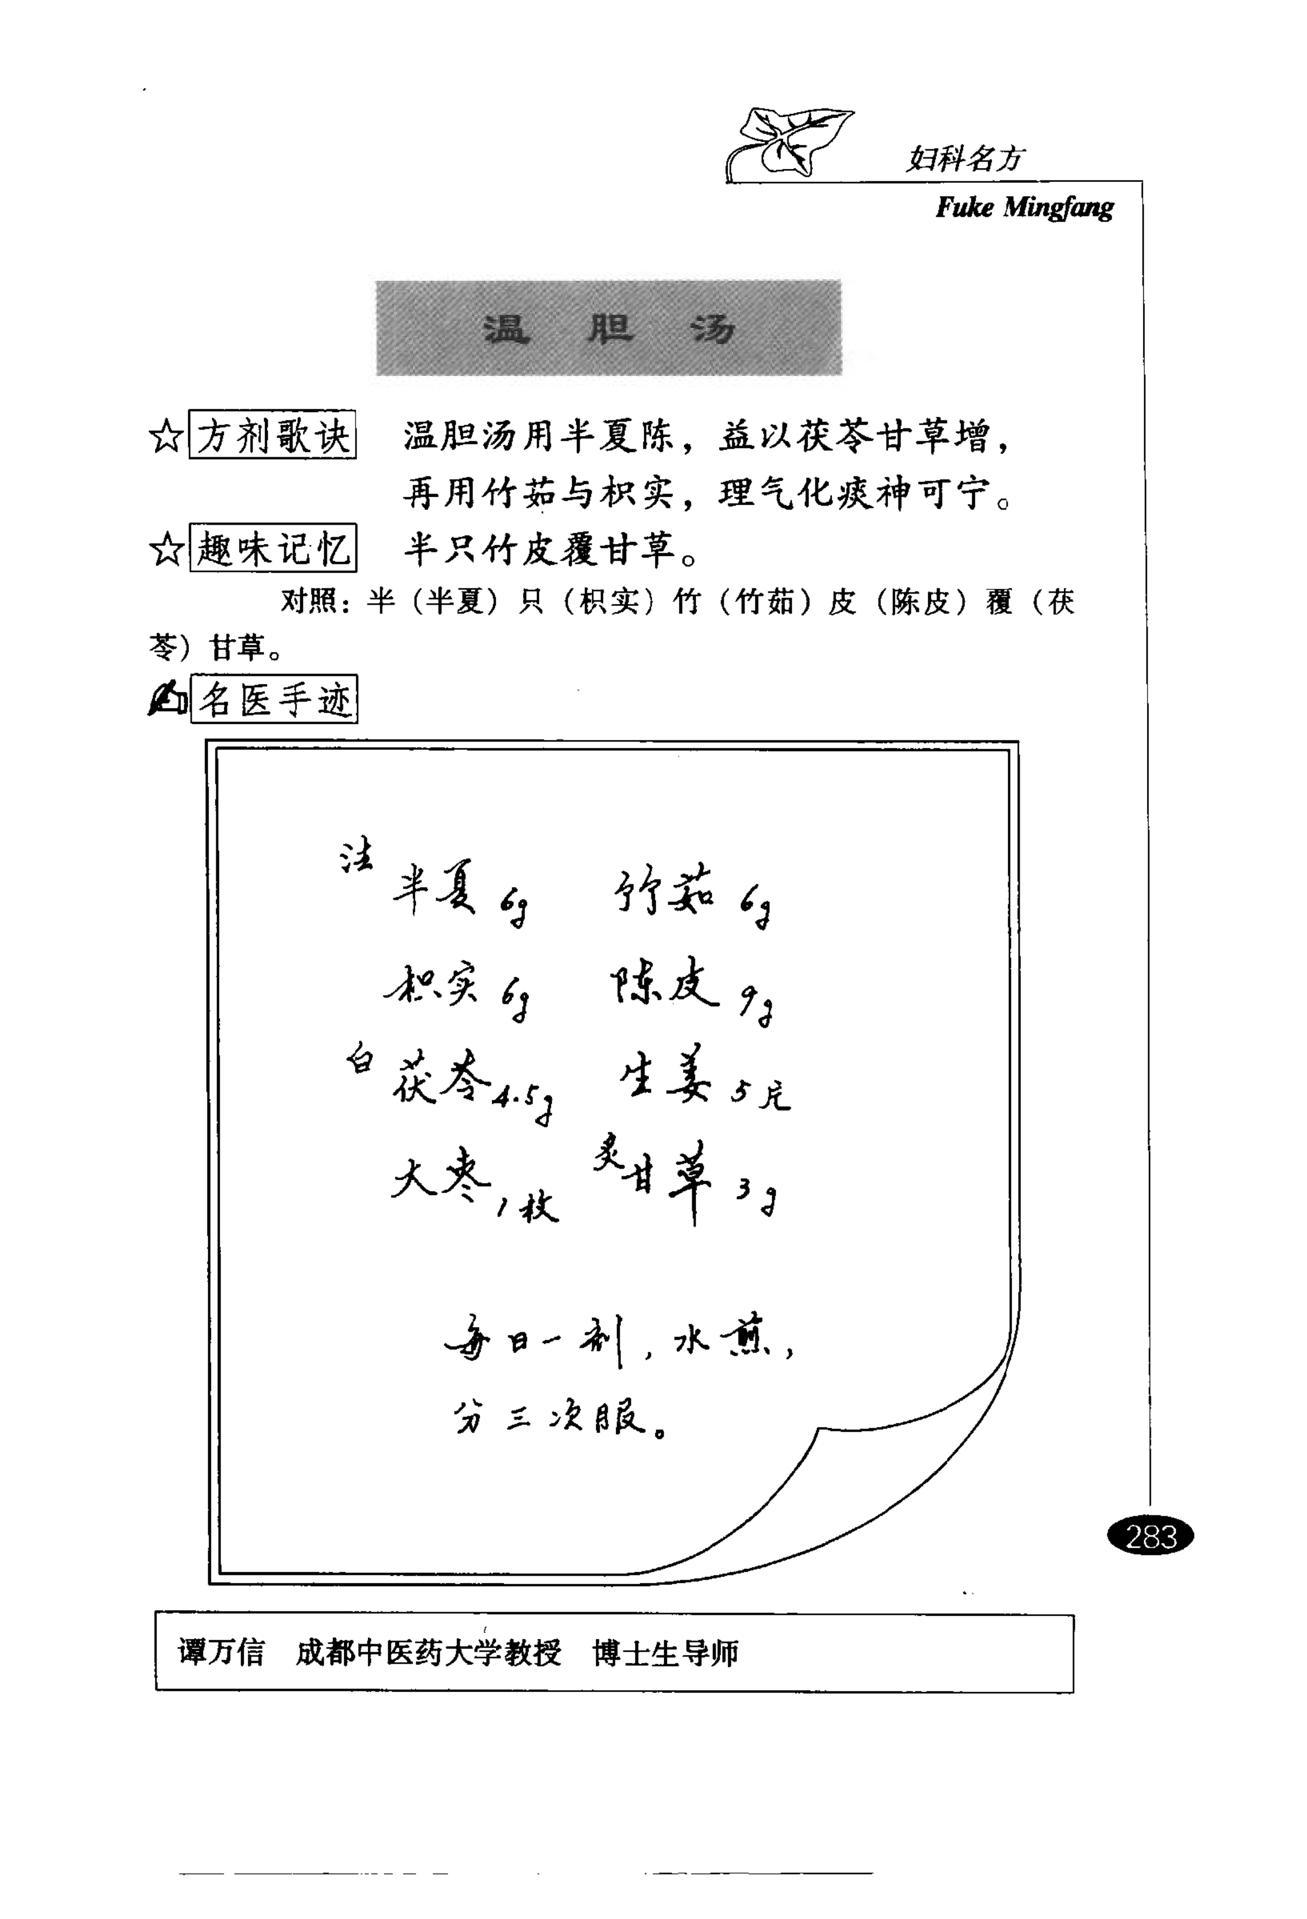 妇科名方
Fuke Mingfang
温 胆 汤
☆方剂歌诀 温胆汤用半夏陈，益以茯苓甘草增，
再用竹茹与枳实，理气化痰神可宁。
☆趣味记忆 半只竹皮覆甘草。
对照：半（半夏）只（枳实）竹（竹茹）皮（陈皮）覆（茯
苓）甘草。
✍名医手迹
法半夏 6g 竹茹 6g
枳实 6g 陈皮 9g
白茯苓 4.5g 生姜 5片
大枣 1枚 炙甘草 3g
每日一剂，水煎，
分三次服。
283
谭万信 成都中医药大学教授 博士生导师